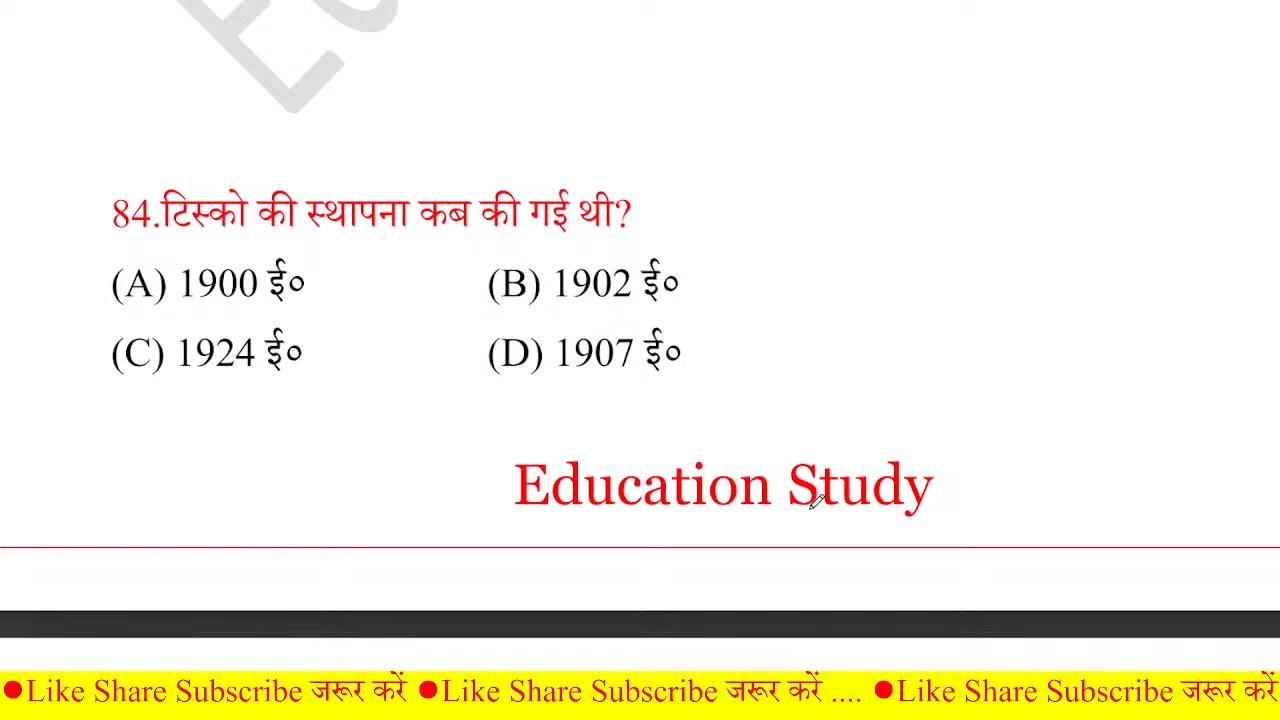 84.टिस्को की स्थापना कब की गई थी?
(A) 1900 ई० (B) 1902 ई०
(C) 1924 ई० (D) 1907 ई०
Education Study
●Like Share Subscribe जरूर करें ●Like Share Subscribe जरूर करें .... ●Like Share Subscribe जरूर करें